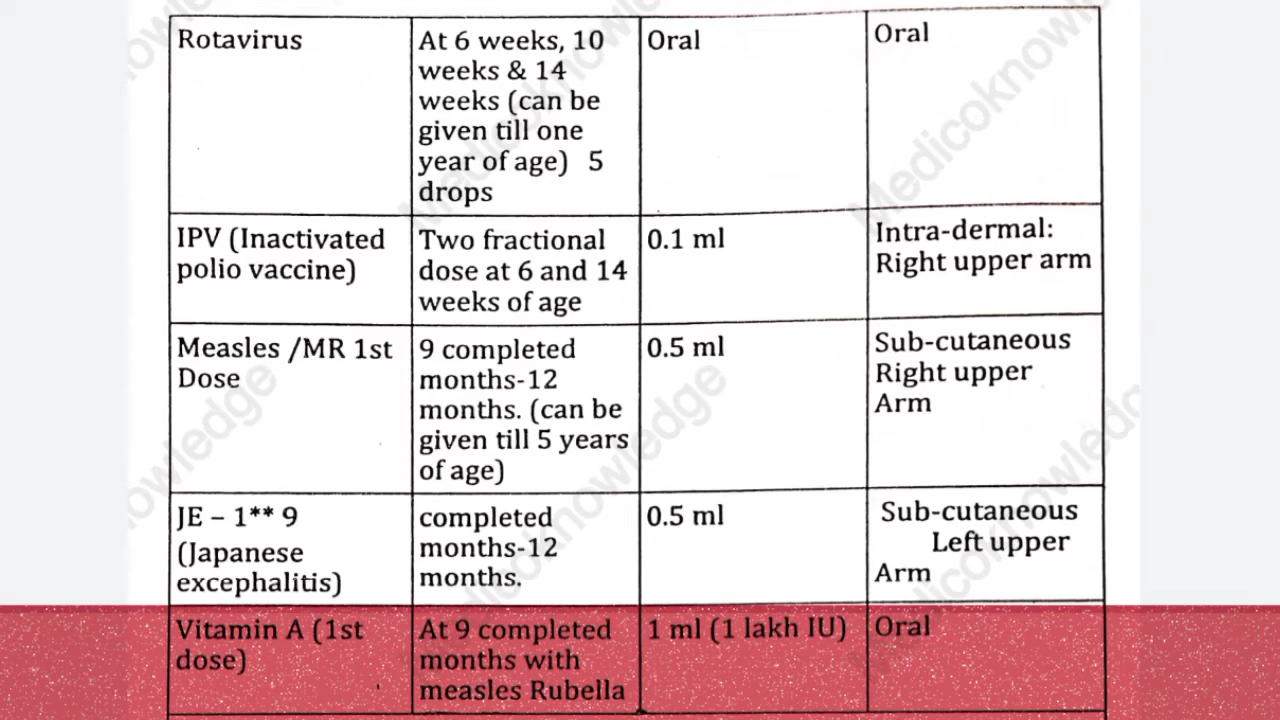 Rotavirus
At 6 weeks, 10
weeks & 14
weeks (can be
given till one
year of age) 5
drops
Oral
Oral
IPV (Inactivated
polio vaccine)
Two fractional
dose at 6 and 14
weeks of age
0.1 ml
Intra-dermal:
Right upper arm
Measles /MR 1st
Dose
9 completed
months-12
months. (can be
given till 5 years
of age)
0.5 ml
Sub-cutaneous
Right upper
Arm
JE – 1** 9
(Japanese
excephalitis)
completed
months-12
months.
0.5 ml
Sub-cutaneous
Left upper
Arm
Vitamin A (1st
dose)
At 9 completed
months with
measles Rubella
1 ml (1 lakh IU)
Oral
Medicoknowledge